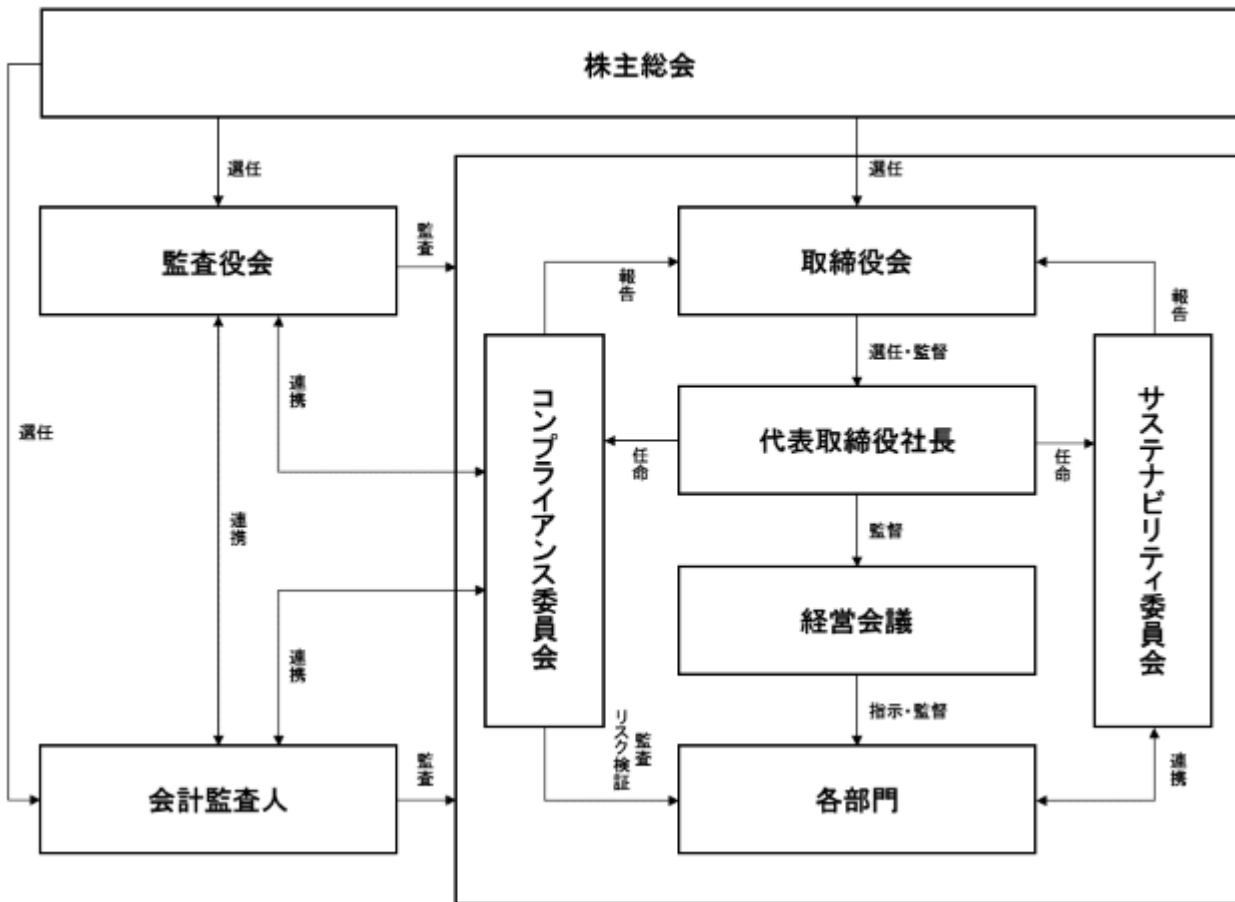 株主総会
選任
選任
監査役会
監査
取締役会
報告
報告
選任・監督
連携
コンプライアンス委員会
代表取締役社長
サステナビリティ委員会
選任
任命
任命
連携
監督
経営会議
連携
指示・監督
監査
リスク検証
連携
会計監査人
監査
各部門